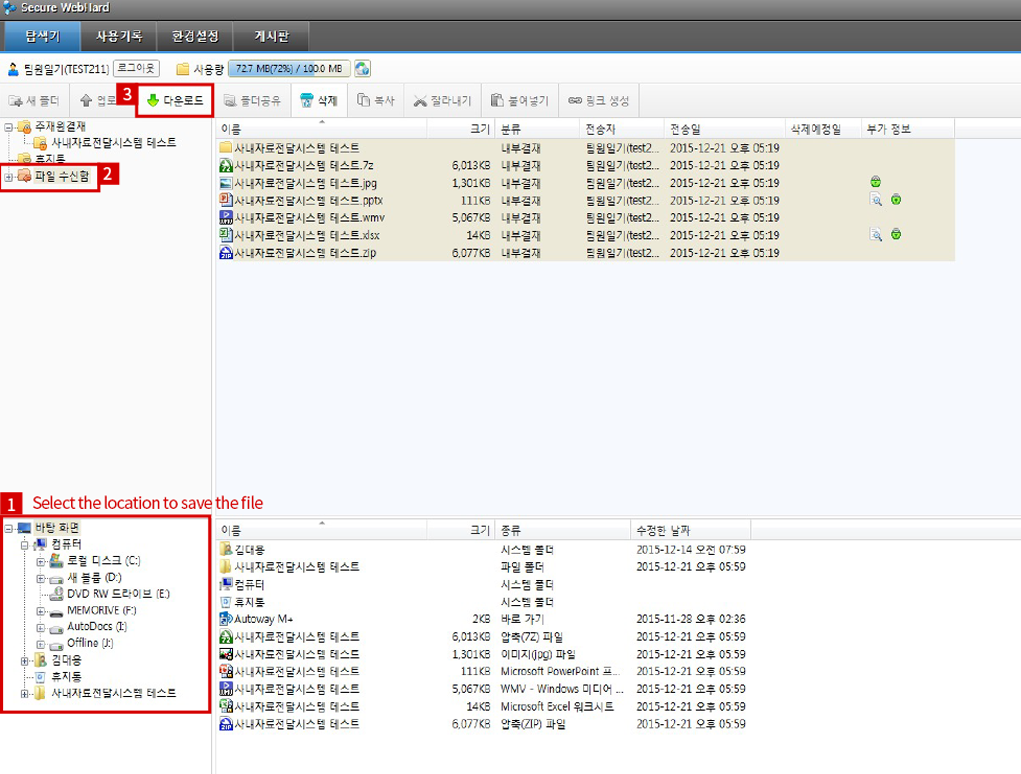 Secure WebHard
탐색기 사용기록 환경설정 게시판
팀원일기(TEST211) 로그아웃 사용량 72.7 MB(72%) / 100.0 MB
새 폴더 업로 3 다운로드 폴더공유 삭제 복사 잘라내기 붙여넣기 링크 생성
주재원결재
사내자료전달시스템 테스트
휴지통
파일 수신함 2
이름 크기 분류 전송자 전송일 삭제예정일 부가 정보
사내자료전달시스템 테스트 내부결재 팀원일기(test2... 2015-12-21 오후 05:19
사내자료전달시스템 테스트.7z 6,013KB 내부결재 팀원일기(test2... 2015-12-21 오후 05:19
사내자료전달시스템 테스트.jpg 1,301KB 내부결재 팀원일기(test2... 2015-12-21 오후 05:19
사내자료전달시스템 테스트.pptx 111KB 내부결재 팀원일기(test2... 2015-12-21 오후 05:19
사내자료전달시스템 테스트.wmv 5,067KB 내부결재 팀원일기(test2... 2015-12-21 오후 05:19
사내자료전달시스템 테스트.xlsx 14KB 내부결재 팀원일기(test2... 2015-12-21 오후 05:19
사내자료전달시스템 테스트.zip 6,077KB 내부결재 팀원일기(test2... 2015-12-21 오후 05:19
1 Select the location to save the file
바탕 화면
컴퓨터
로컬 디스크 (C:)
새 볼륨 (D:)
DVD RW 드라이브 (E:)
MEMORIVE (F:)
AutoDocs (I:)
Offline (J:)
김대용
휴지통
사내자료전달시스템 테스트
이름 크기 종류 수정한 날짜
김대용 시스템 폴더 2015-12-14 오전 07:59
사내자료전달시스템 테스트 파일 폴더 2015-12-21 오후 05:59
컴퓨터 시스템 폴더
휴지통 시스템 폴더
Autoway M+ 2KB 바로 가기 2015-11-28 오후 02:36
사내자료전달시스템 테스트 6,013KB 압축(7Z) 파일 2015-12-21 오후 05:59
사내자료전달시스템 테스트 1,301KB 이미지(jpg) 파일 2015-12-21 오후 05:59
사내자료전달시스템 테스트 111KB Microsoft PowerPoint 프... 2015-12-21 오후 05:59
사내자료전달시스템 테스트 5,067KB WMV - Windows 미디어 ... 2015-12-21 오후 05:59
사내자료전달시스템 테스트 14KB Microsoft Excel 워크시트 2015-12-21 오후 05:59
사내자료전달시스템 테스트 6,077KB 압축(ZIP) 파일 2015-12-21 오후 05:59